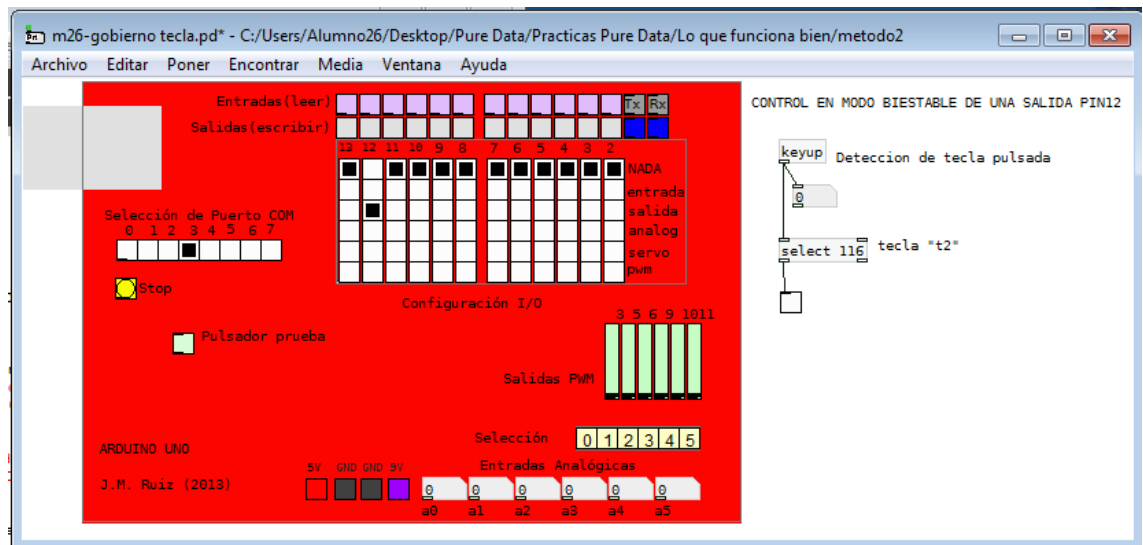 m26-gobierno tecla.pd* - C:/Users/Alumno26/Desktop/Pure Data/Practicas Pure Data/Lo que funciona bien/metodo2
Archivo Editar Poner Encontrar Media Ventana Ayuda
Entradas(leer) Tx Rx
Salidas(escribir)
13 12 11 10 9 8 7 6 5 4 3 2
NADA
entrada
salida
analog
servo
pwm
Selección de Puerto COM
0 1 2 3 4 5 6 7
Stop
Configuración I/O
Pulsador prueba
3 5 6 9 1011
Salidas PWM
Selección 0 1 2 3 4 5
ARDUINO UNO
Entradas Analógicas
5V GND GND 9V
J.M. Ruiz (2013)
0 0 0 0 0 0
a0 a1 a2 a3 a4 a5
CONTROL EN MODO BIESTABLE DE UNA SALIDA PIN12
keyup Deteccion de tecla pulsada
0
select 116 tecla "t2"